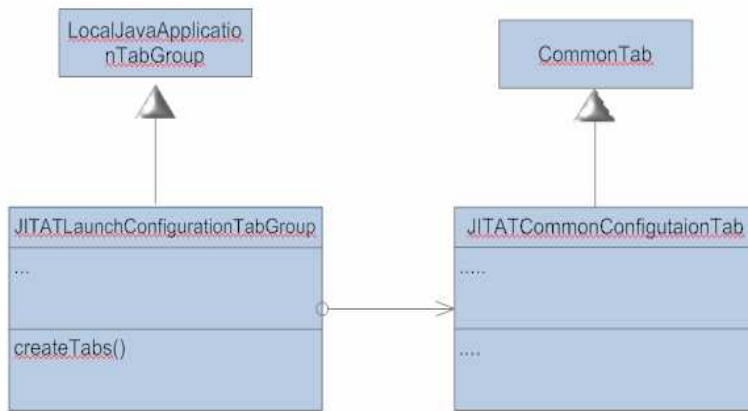 LocalJavaApplicatio
nTabGroup
CommonTab
JITATLaunchConfigurationTabGroup
...
createTabs()
JITATCommonConfigutaionTab
.....
....